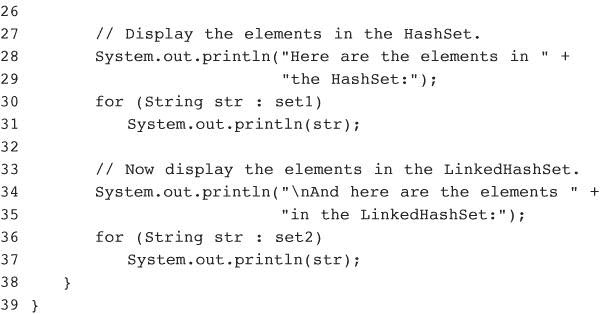 26
27 // Display the elements in the HashSet.
28 System.out.println("Here are the elements in " +
29 "the HashSet:");
30 for (String str : set1)
31 System.out.println(str);
32
33 // Now display the elements in the LinkedHashSet.
34 System.out.println("\nAnd here are the elements " +
35 "in the LinkedHashSet:");
36 for (String str : set2)
37 System.out.println(str);
38 }
39 }